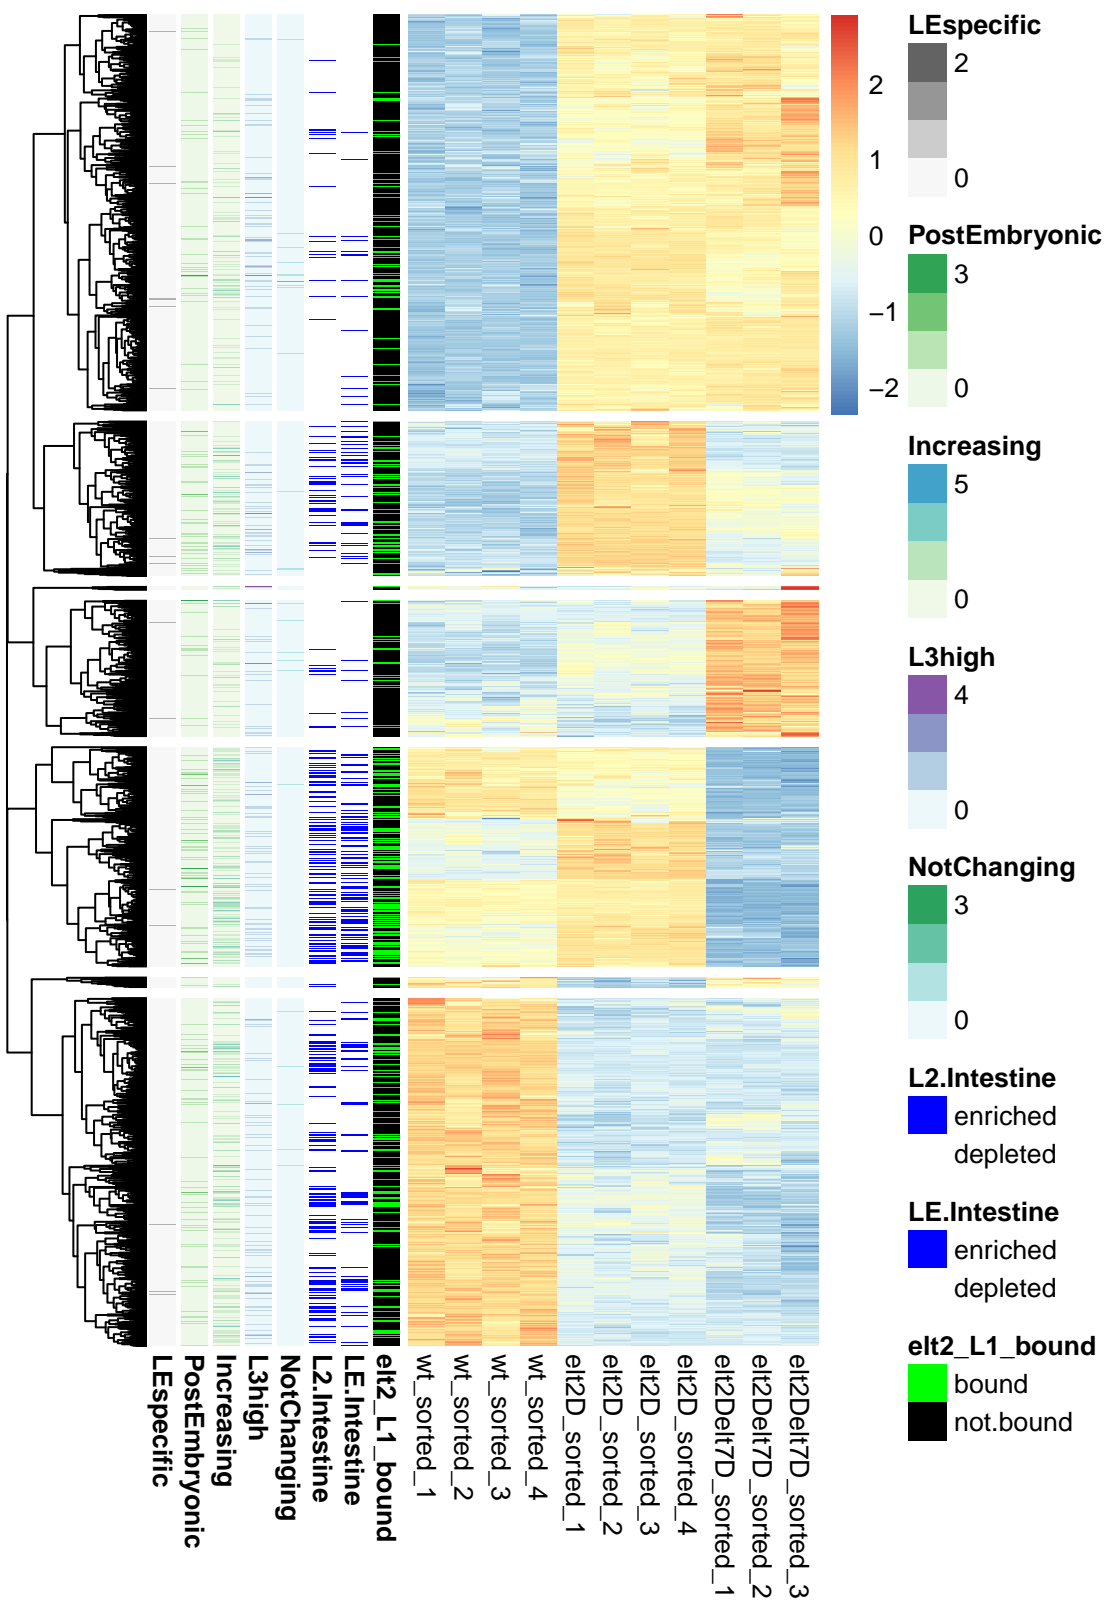 LEspecific
2
0
PostEmbryonic
3
0
Increasing
5
0
L3high
4
0
NotChanging
3
0
L2.Intestine
enriched
depleted
LE.Intestine
enriched
depleted
elt2_L1_bound
bound
not.bound
2
1
0
−1
−2
LEspecific
PostEmbryonic
Increasing
L3high
NotChanging
L2.Intestine
LE.Intestine
elt2_L1_bound
wt_sorted_1
wt_sorted_2
wt_sorted_3
wt_sorted_4
elt2D_sorted_1
elt2D_sorted_2
elt2D_sorted_3
elt2D_sorted_4
elt2Delt7D_sorted_1
elt2Delt7D_sorted_2
elt2Delt7D_sorted_3